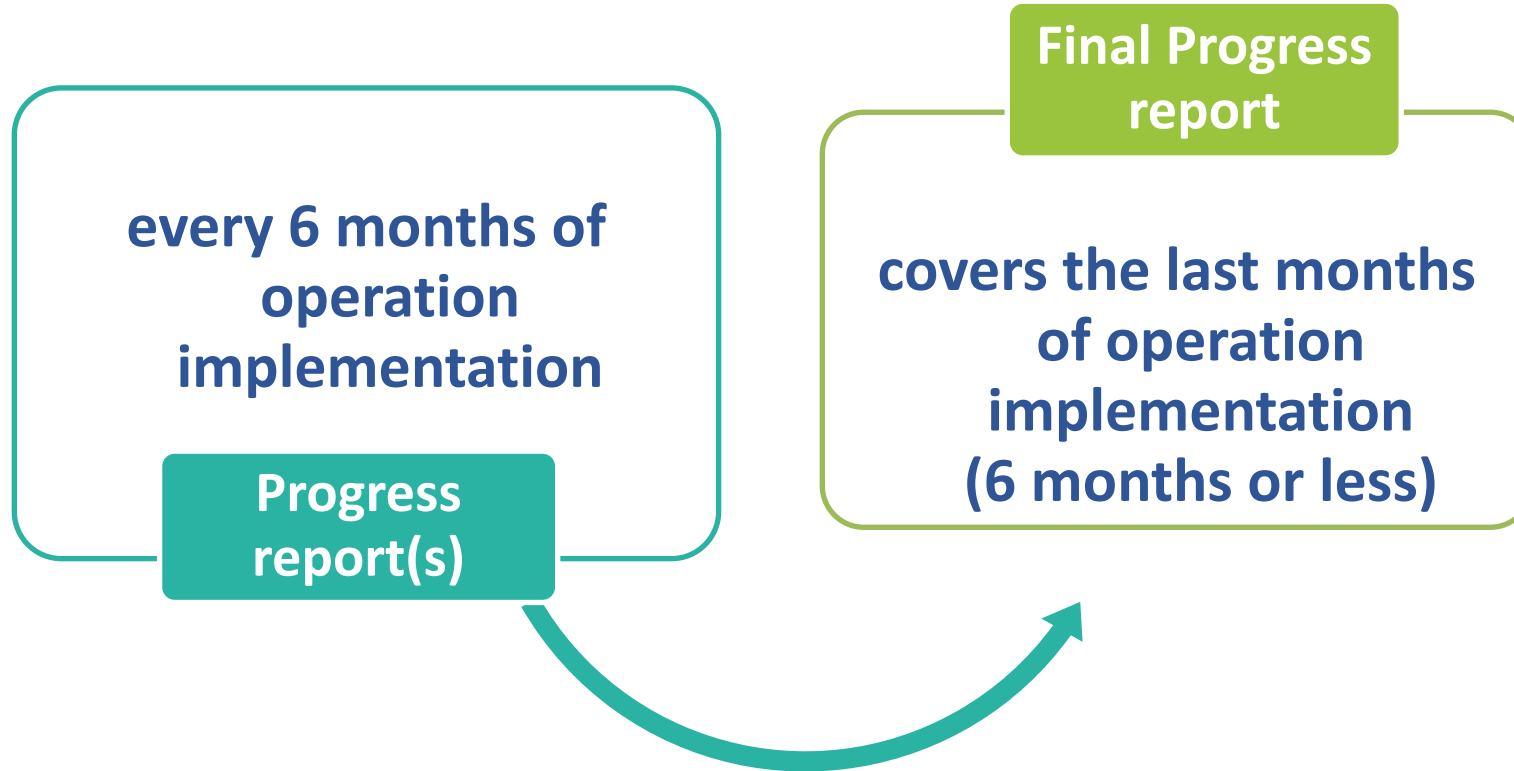 every 6 months of
operation
implementation
Progress
report(s)
Final Progress
report
covers the last months
of operation
implementation
(6 months or less)